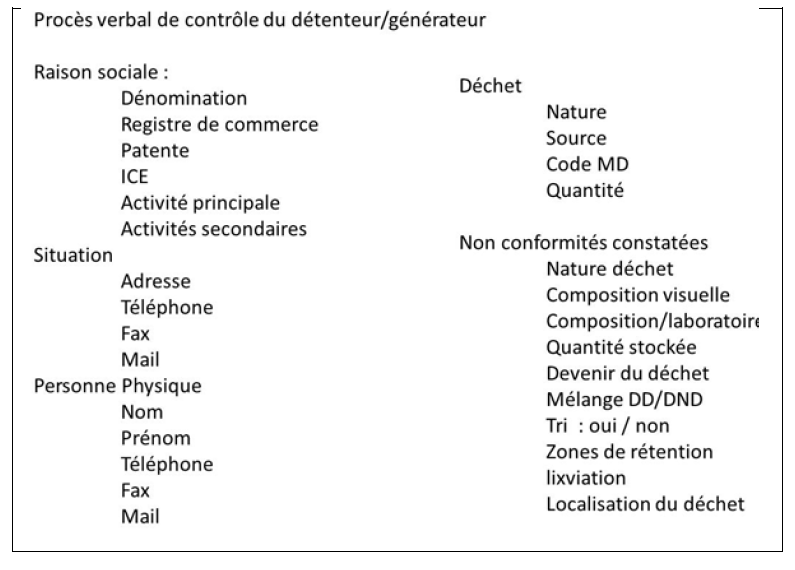 Procès verbal de contrôle du détenteur/générateur
Raison sociale :
Dénomination
Registre de commerce
Patente
ICE
Activité principale
Activités secondaires
Situation
Adresse
Téléphone
Fax
Mail
Personne Physique
Nom
Prénom
Téléphone
Fax
Mail
Déchet
Nature
Source
Code MD
Quantité
Non conformités constatées
Nature déchet
Composition visuelle
Composition/laboratoire
Quantité stockée
Devenir du déchet
Mélange DD/DND
Tri : oui / non
Zones de rétention
lixviation
Localisation du déchet